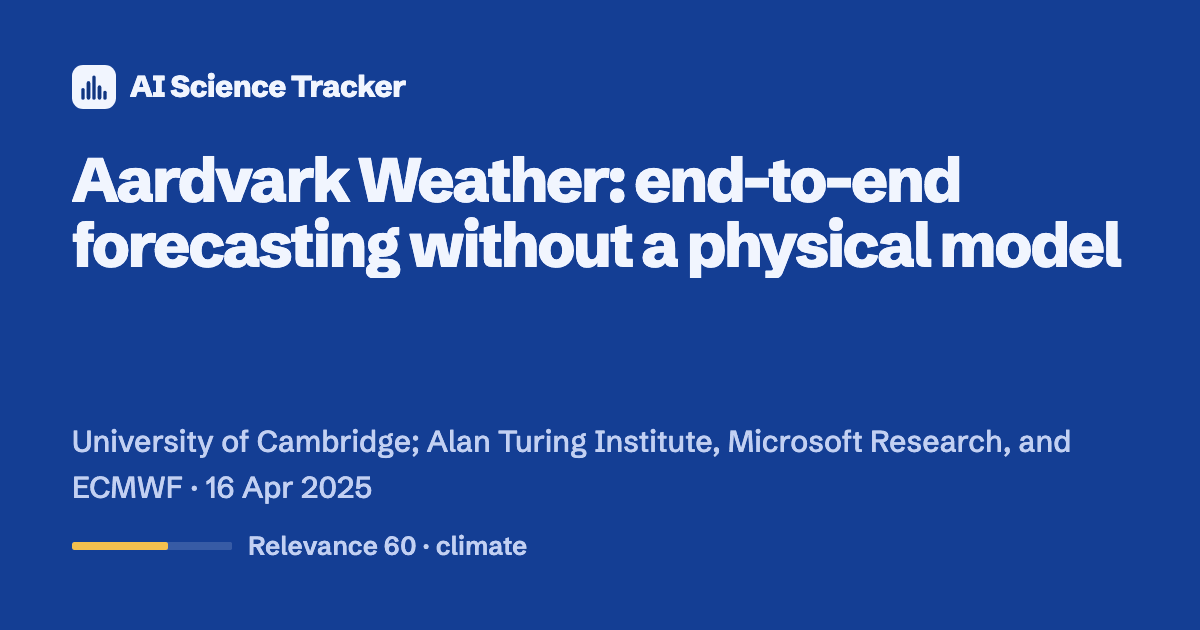 AI Science Tracker
Aardvark Weather: end-to-end
forecasting without a physical model
University of Cambridge; Alan Turing Institute, Microsoft Research, and
ECMWF · 16 Apr 2025
Relevance 60 · climate